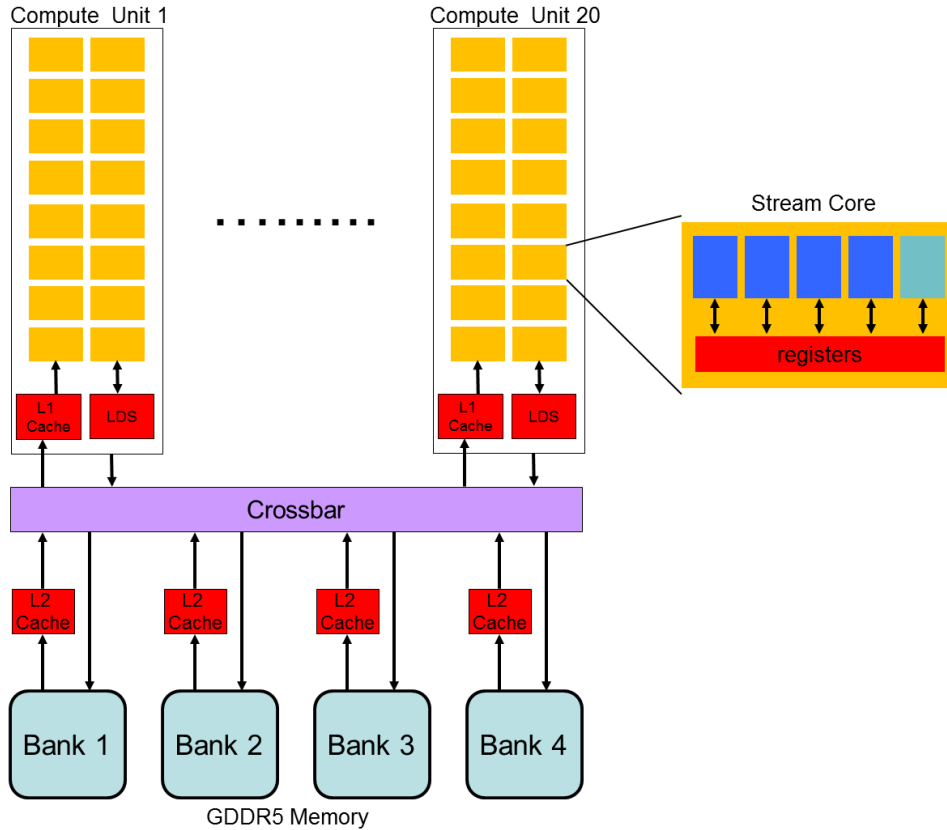 Compute Unit 1
Compute Unit 20
Stream Core
registers
L1
Cache
LDS
L1
Cache
LDS
Crossbar
L2
Cache
L2
Cache
L2
Cache
L2
Cache
Bank 1
Bank 2
Bank 3
Bank 4
GDDR5 Memory